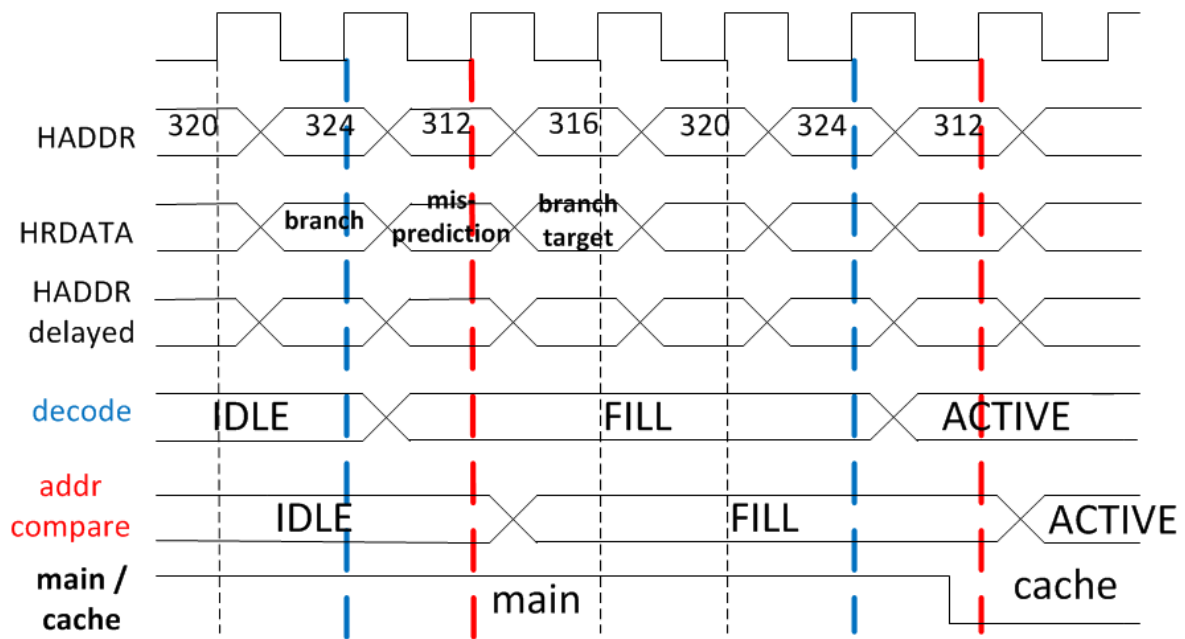 320 324 312 316 320 324 312
HADDR
branch mis- branch
HRDATA prediction target
HADDR
delayed
decode IDLE FILL ACTIVE
addr
compare IDLE FILL ACTIVE
main / main cache
cache